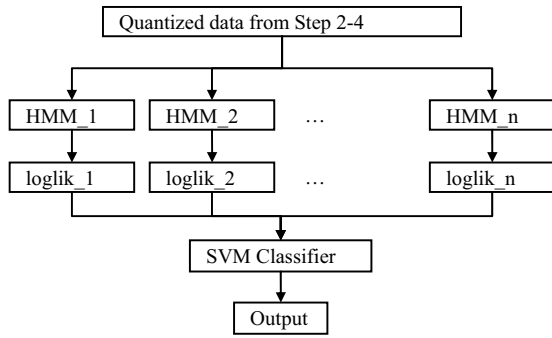 Quantized data from Step 2-4
HMM_1 HMM_2 … HMM_n
loglik_1 loglik_2 … loglik_n
SVM Classifier
Output